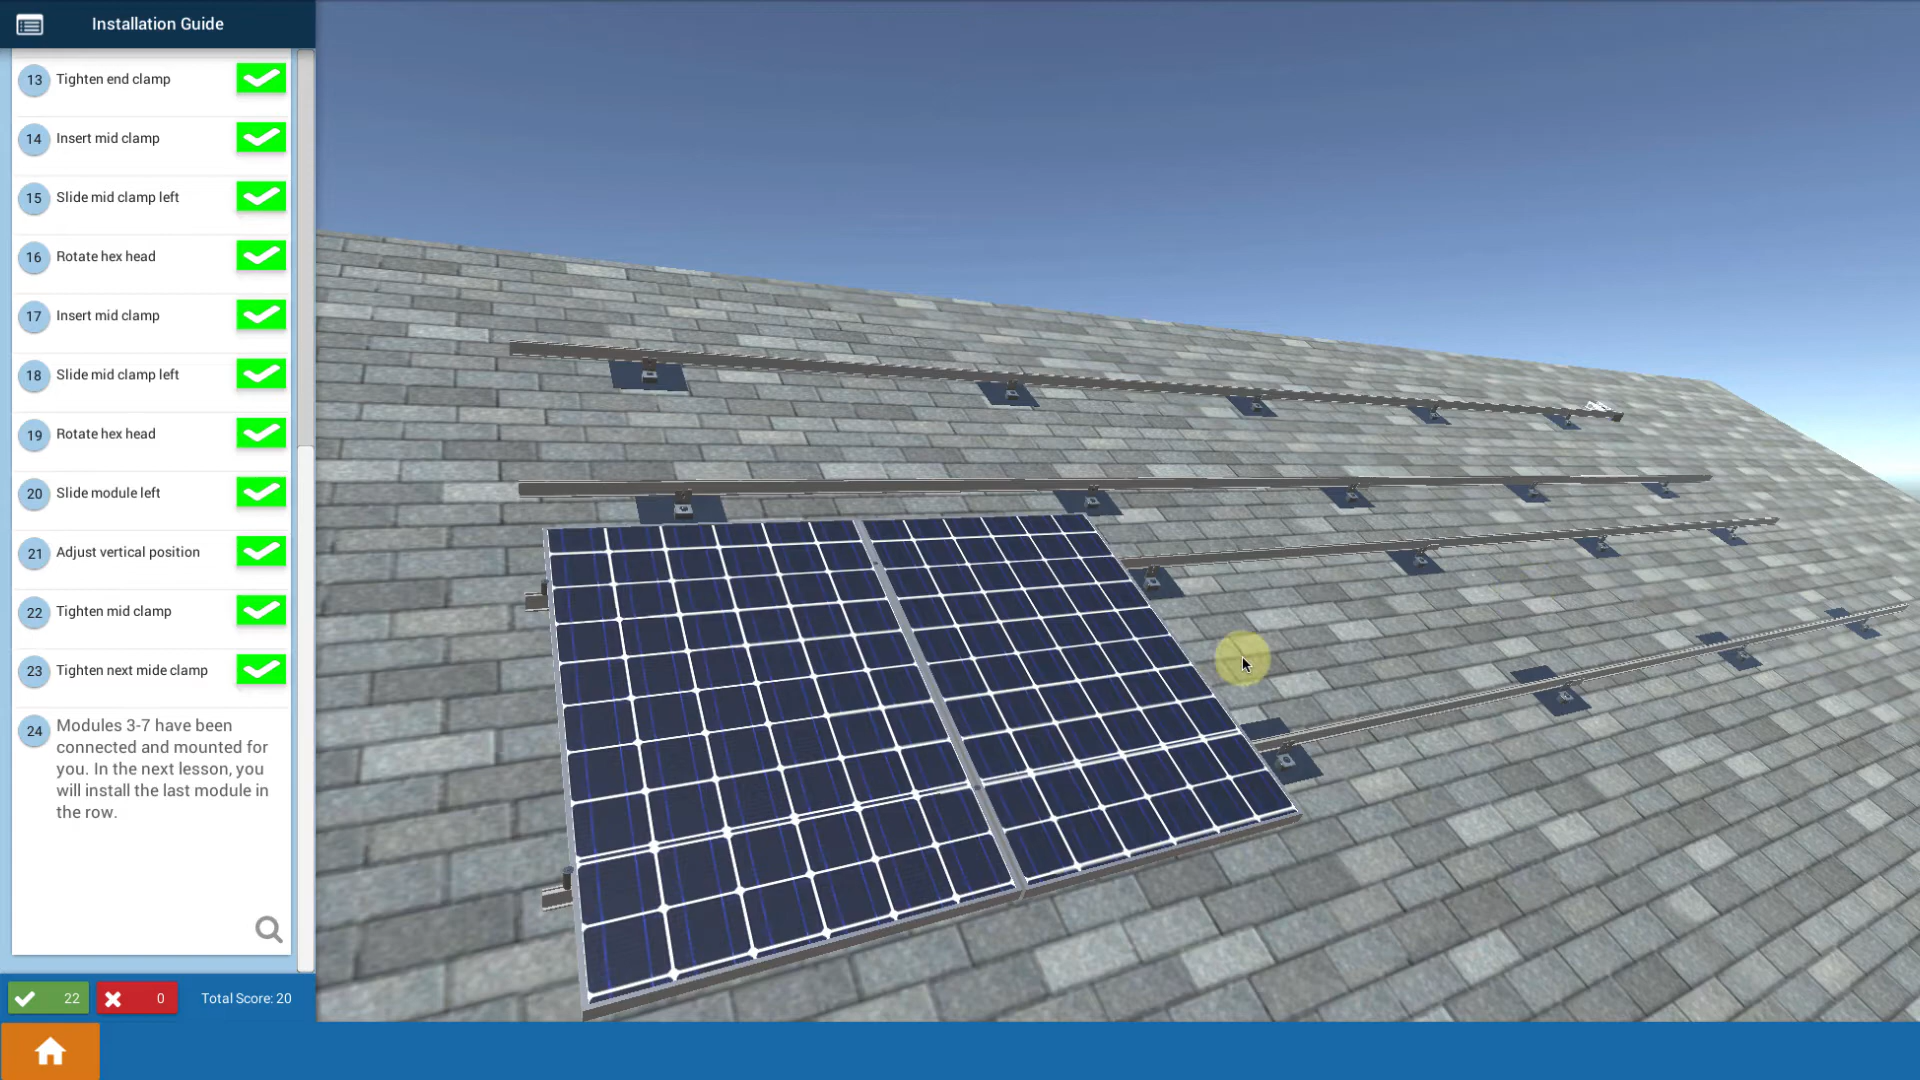 Installation Guide
13 Tighten end clamp
14 Insert mid clamp
15 Slide mid clamp left
16 Rotate hex head
17 Insert mid clamp
18 Slide mid clamp left
19 Rotate hex head
20 Slide module left
21 Adjust vertical position
22 Tighten mid clamp
23 Tighten next mide clamp
24 Modules 3-7 have been
connected and mounted for
you. In the next lesson, you
will install the last module in
the row.
22 0 Total Score: 20